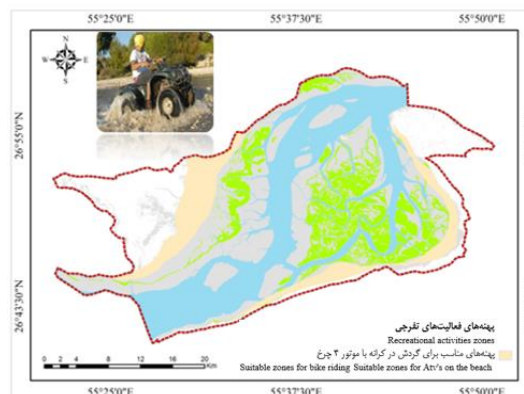 55°25'0"E 55°37'30"E 55°50'0"E
N
W E
S
26°55'0"N
26°43'30"N
پهنه‌های فعالیت‌های تفرجی
Recreational activities zones
پهنه‌های مناسب برای گردش در کرانه با موتور ۴ چرخ
Suitable zones for bike riding Suitable zones for Atv's on the beach
0 2 4 8 12 16 20
Km
55°25'0"E 55°37'30"E 55°50'0"E